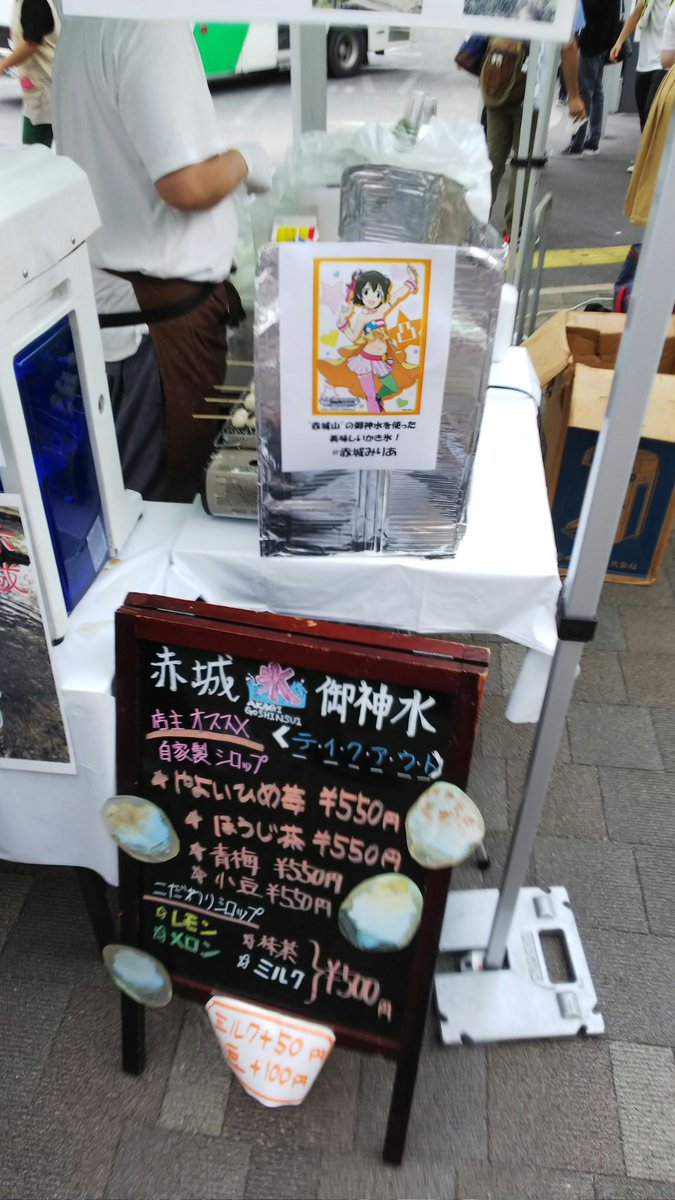 "赤城山"の御神水を使った
美味しいかき氷！
#赤城みりあ
赤城 氷 御神水
AKAGI
GOSHINSUI
店主オススメ
〈テ・イ・ク・ア・ウ・ト〉
自家製シロップ
★やよいひめ苺 ¥550円
★ほうじ茶 ¥550円
★青梅 ¥550円
☆小豆 ¥550円
こだわりシロップ
☆レモン ☆抹茶
☆メロン ☆ミルク }¥500円
ミルク+50円
+100円